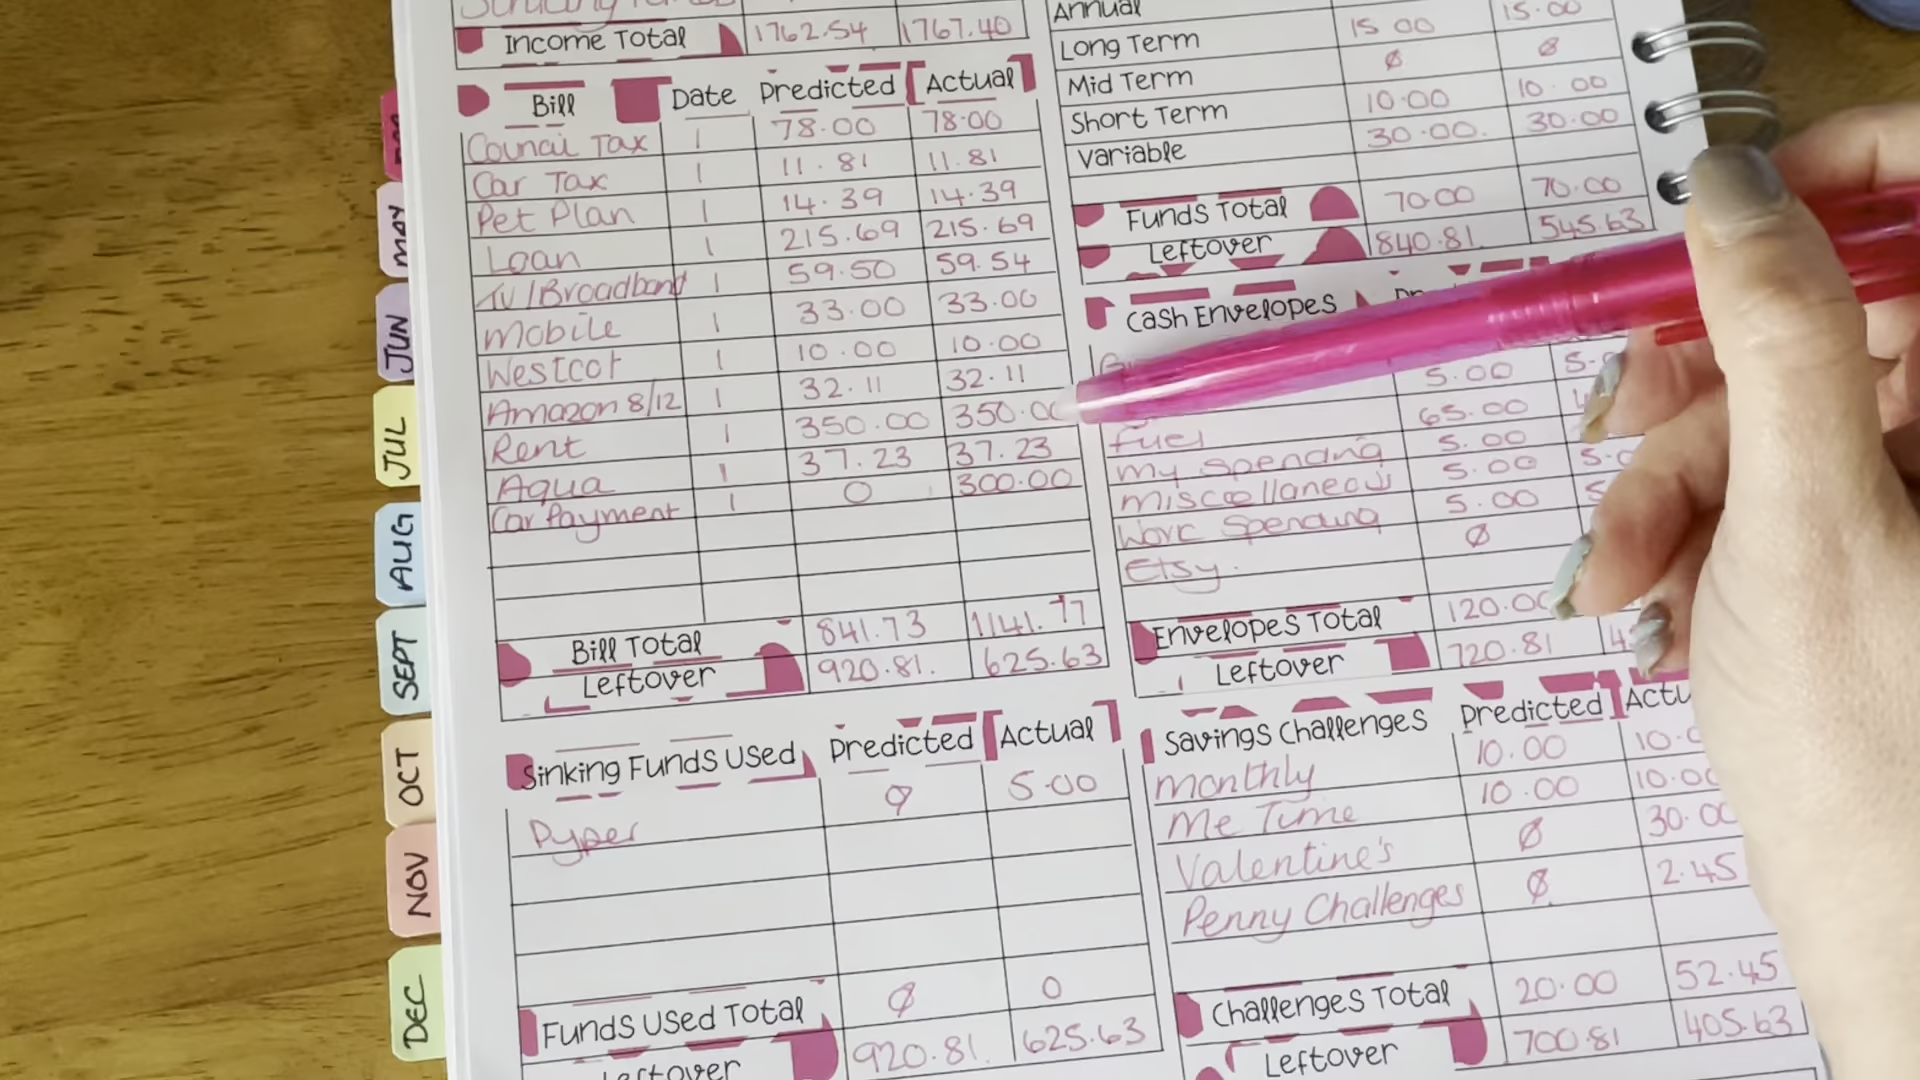 Income Total 1762.54 1767.40
Bill Date Predicted Actual
Council Tax 1 78.00 78.00
Car Tax 1 11.81 11.81
Pet Plan 1 14.39 14.39
Loan 1 215.69 215.69
TV/Broadband 1 59.50 59.54
Mobile 1 33.00 33.00
Westcot 1 10.00 10.00
Amazon 8/12 1 32.11 32.11
Rent 1 350.00 350.00
Aqua 1 37.23 37.23
Car Payment 1 0 300.00
Bill Total 841.73 1141.77
Leftover 920.81. 625.63
Sinking Funds Used Predicted Actual
Pyper Ø 5.00
Funds Used Total Ø 0
Leftover 920.81. 625.63
Annual 15.00 15.00
Long Term Ø Ø
Mid Term 10.00 10.00
Short Term 30.00. 30.00
Variable
Funds Total 70.00 70.00
Leftover 840.81. 545.63
Cash Envelopes
5.00
Fuel 65.00
My Spending 5.00
Miscellaneous 5.00
Work Spending 5.00
Etsy. Ø
Envelopes Total 120.00
Leftover 720.81
Savings Challenges Predicted
Monthly 10.00
Me Time 10.00 10.00
Valentine's Ø 30.00
Penny Challenges Ø 2.45
Challenges Total 20.00 52.45
Leftover 700.81 405.63
MAY
JUN
JUL
AUG
SEPT
OCT
NOV
DEC